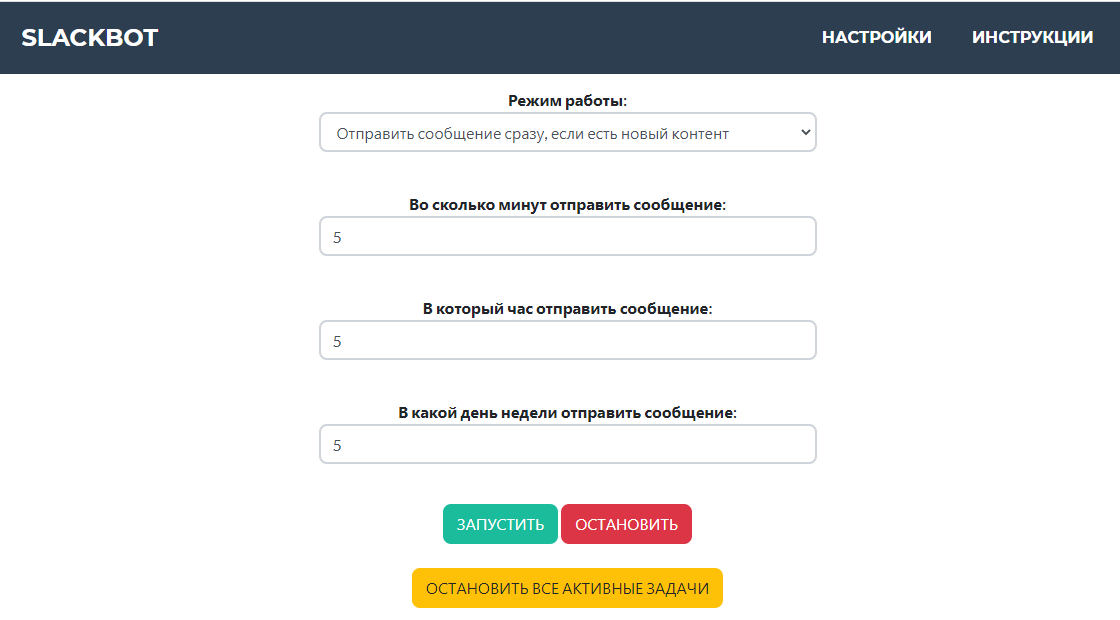 SLACKBOT НАСТРОЙКИ ИНСТРУКЦИИ
Режим работы:
Отправить сообщение сразу, если есть новый контент
Во сколько минут отправить сообщение:
5
В который час отправить сообщение:
5
В какой день недели отправить сообщение:
5
ЗАПУСТИТЬ ОСТАНОВИТЬ
ОСТАНОВИТЬ ВСЕ АКТИВНЫЕ ЗАДАЧИ